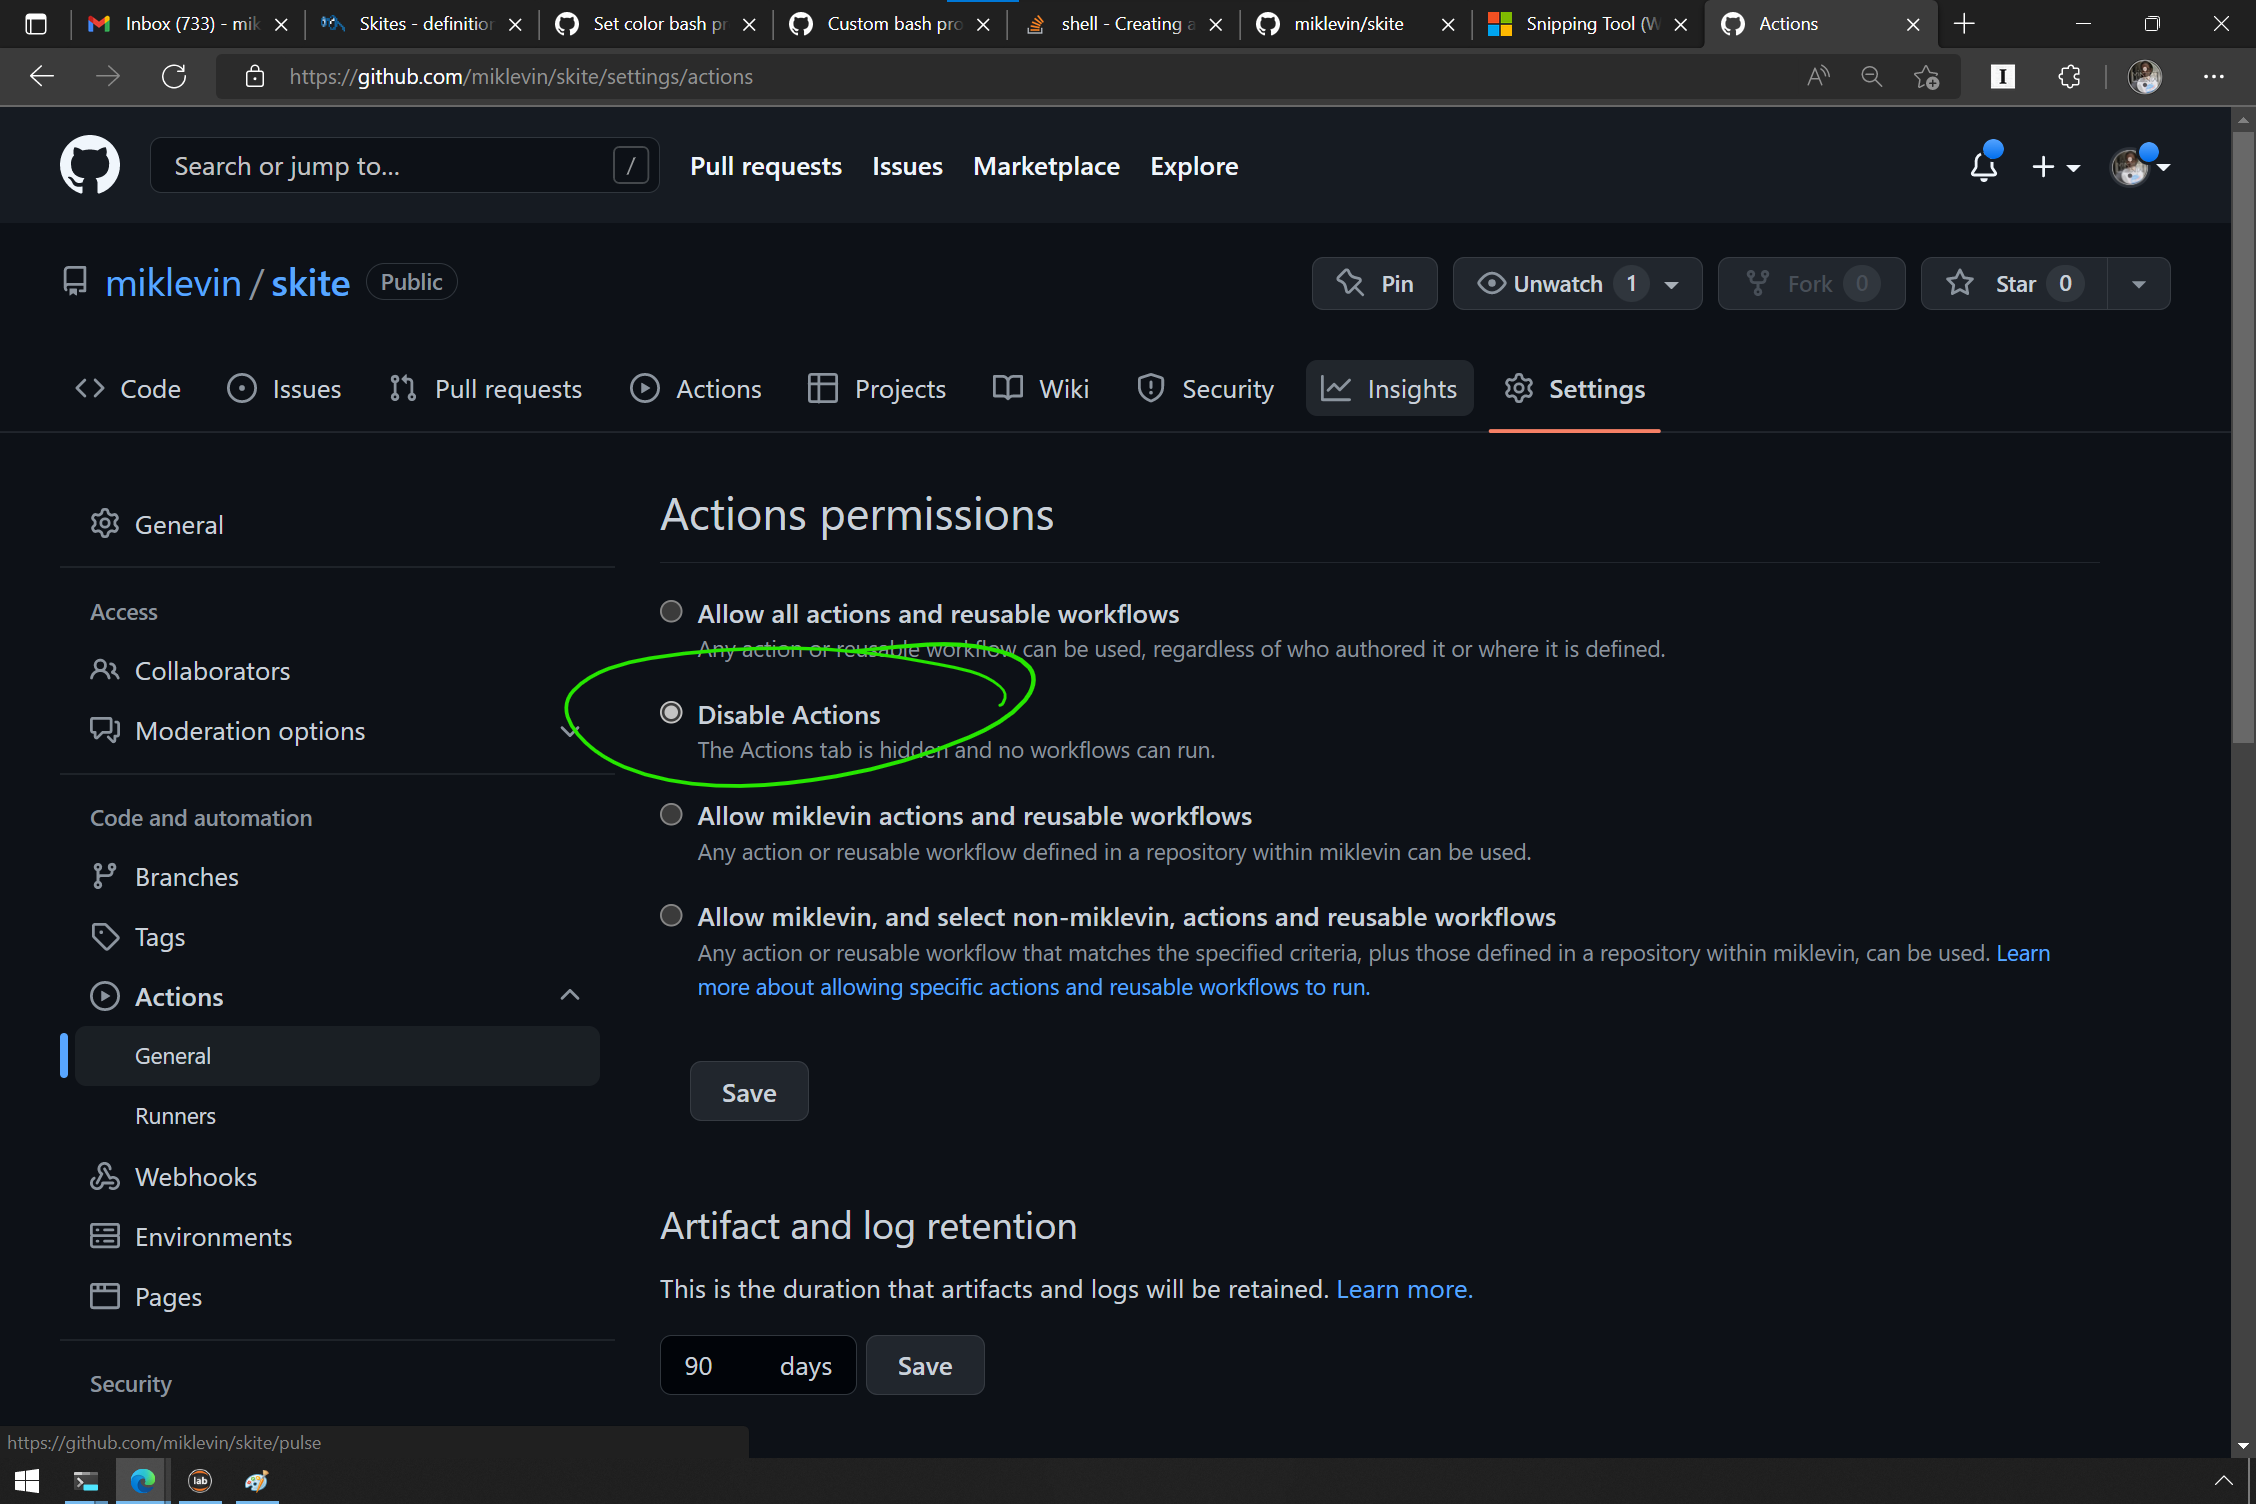 Inbox (733) - mik
Skites - definition
Set color bash pr
Custom bash pro
shell - Creating a
miklevin/skite
Snipping Tool (W
Actions
https://github.com/miklevin/skite/settings/actions
Search or jump to...
/
Pull requests
Issues
Marketplace
Explore
miklevin / skite
Public
Pin
Unwatch 1
Fork 0
Star 0
Code
Issues
Pull requests
Actions
Projects
Wiki
Security
Insights
Settings
General
Access
Collaborators
Moderation options
Code and automation
Branches
Tags
Actions
General
Runners
Webhooks
Environments
Pages
Security
Actions permissions
Allow all actions and reusable workflows
Any action or reusable workflow can be used, regardless of who authored it or where it is defined.
Disable Actions
The Actions tab is hidden and no workflows can run.
Allow miklevin actions and reusable workflows
Any action or reusable workflow defined in a repository within miklevin can be used.
Allow miklevin, and select non-miklevin, actions and reusable workflows
Any action or reusable workflow that matches the specified criteria, plus those defined in a repository within miklevin, can be used. Learn
more about allowing specific actions and reusable workflows to run.
Save
Artifact and log retention
This is the duration that artifacts and logs will be retained. Learn more.
90 days
Save
https://github.com/miklevin/skite/pulse
lab